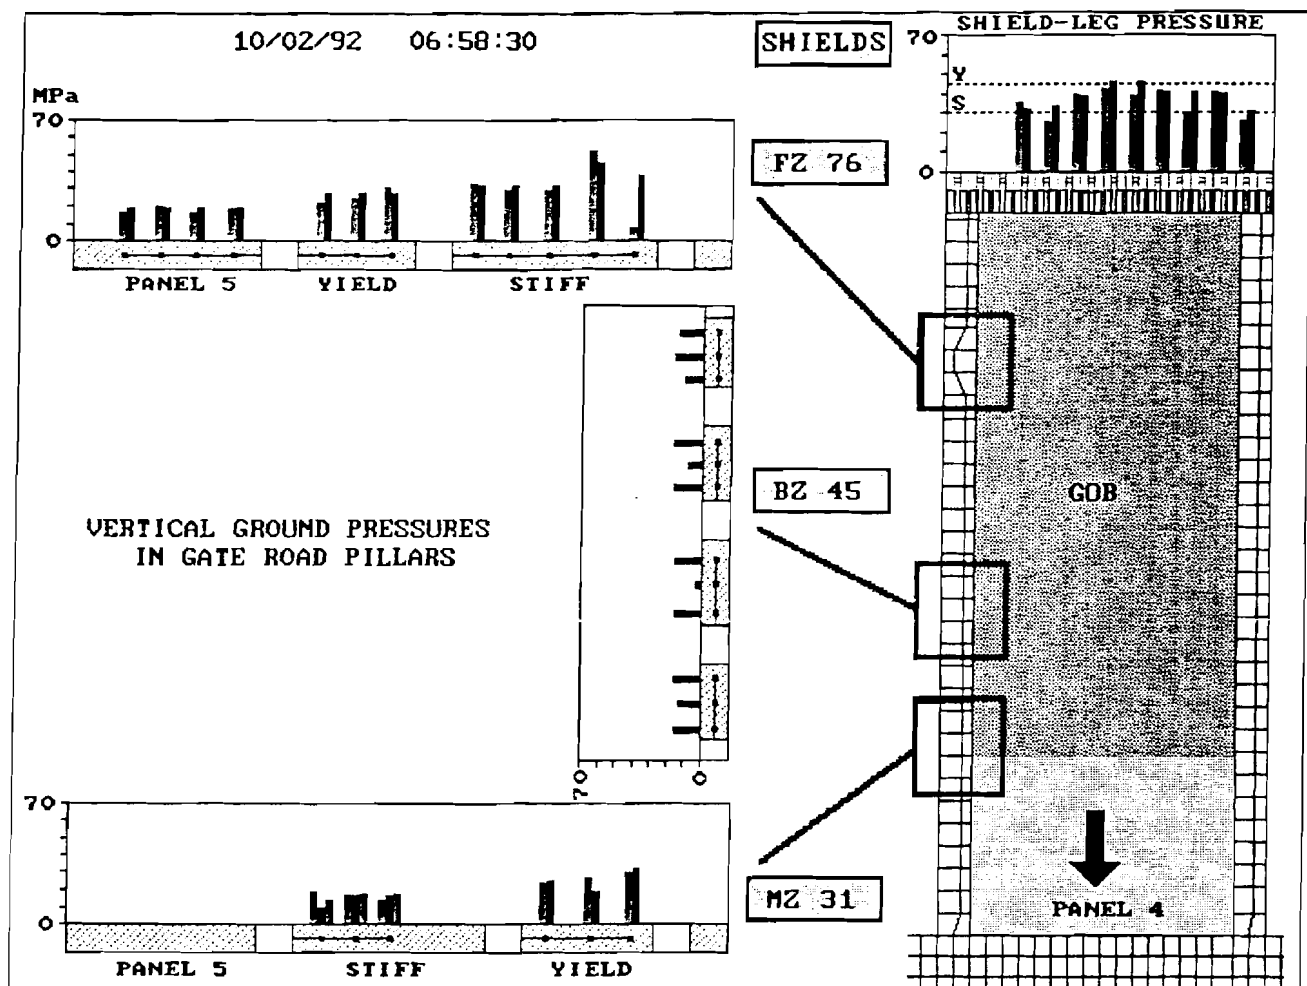 10/02/92 06:58:30
SHIELDS
SHIELD-LEG PRESSURE
70
Y
S
0
MPa
70
0
PANEL 5 YIELD STIFF
FZ 76
BZ 45
MZ 31
VERTICAL GROUND PRESSURES
IN GATE ROAD PILLARS
70 0
70
0
PANEL 5 STIFF YIELD
GOB
PANEL 4